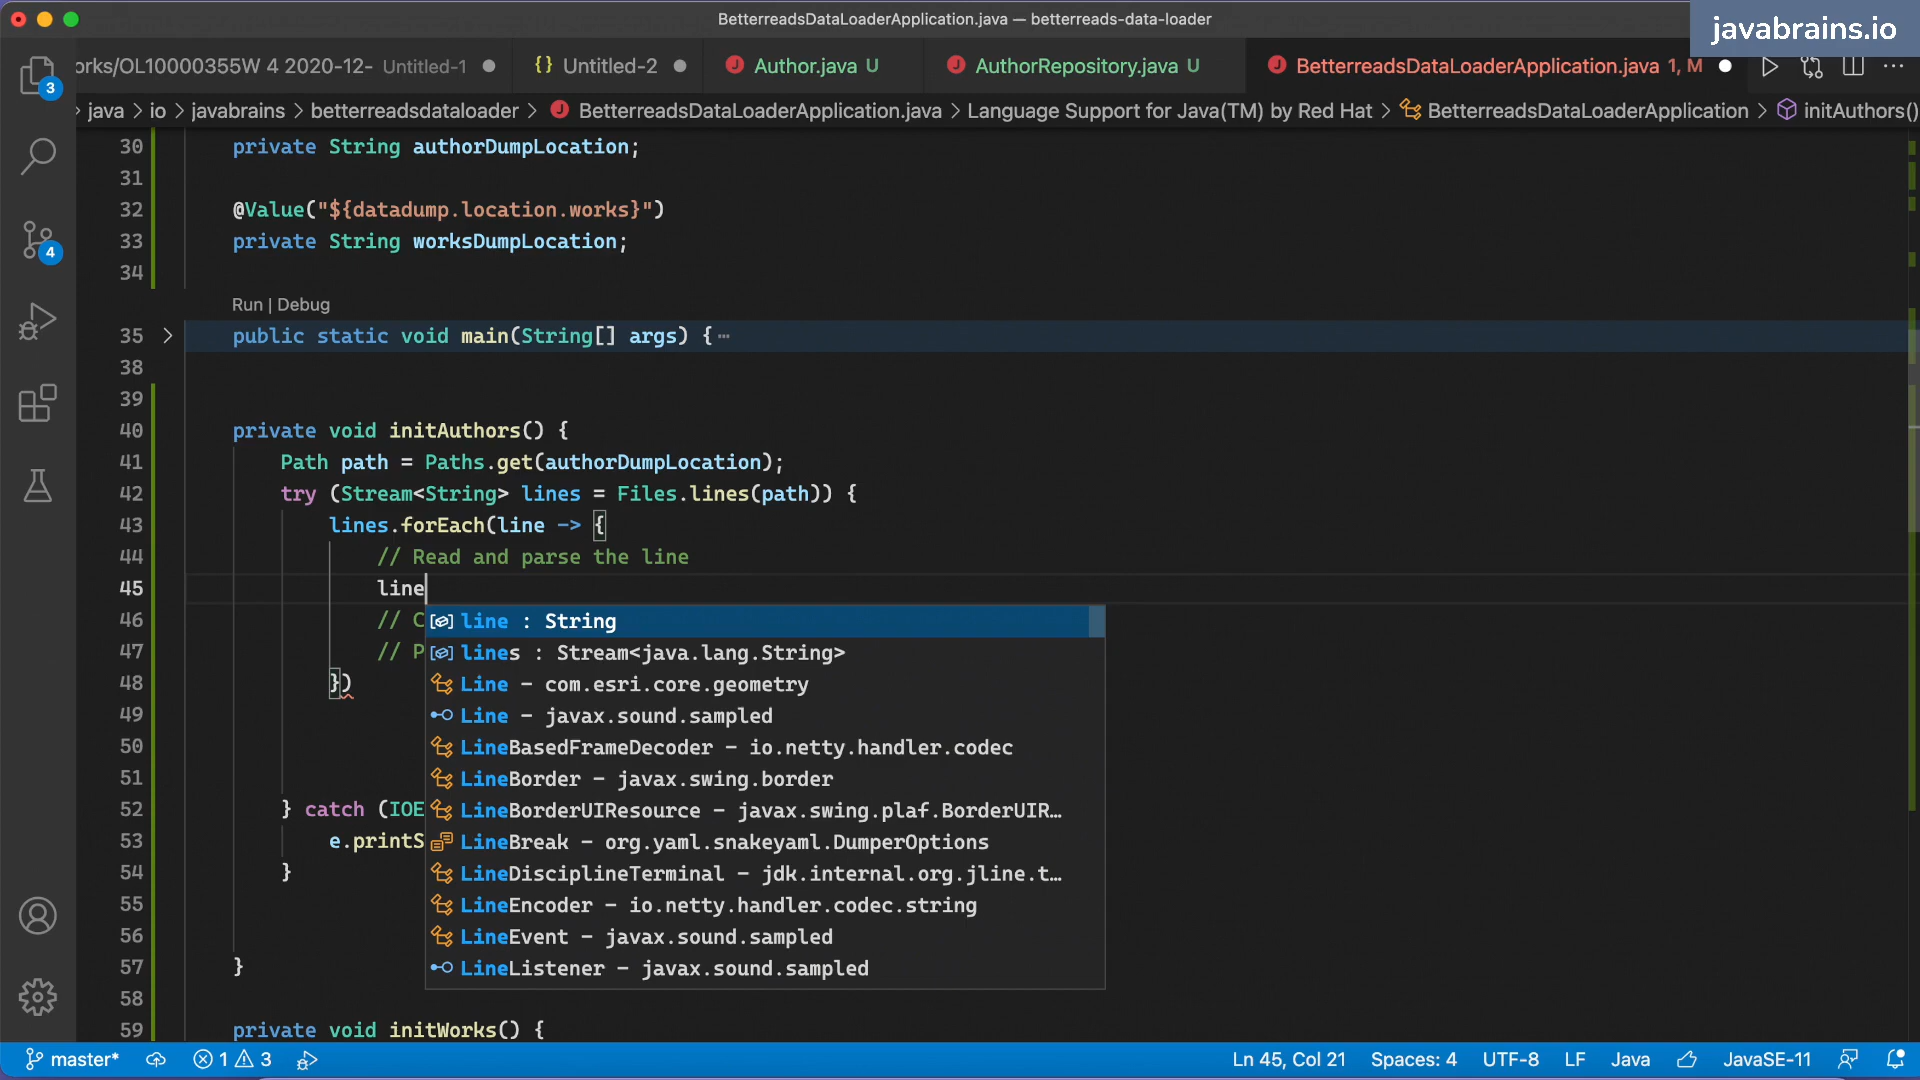 BetterreadsDataLoaderApplication.java — betterreads-data-loader
javabrains.io
orks/OL10000355W 4 2020-12- Untitled-1
{} Untitled-2
Author.java U
AuthorRepository.java U
BetterreadsDataLoaderApplication.java 1, M
java > io > javabrains > betterreadsdataloader > BetterreadsDataLoaderApplication.java > Language Support for Java(TM) by Red Hat > BetterreadsDataLoaderApplication > initAuthors()
3
4
30 private String authorDumpLocation;
31
32 @Value("${datadump.location.works}")
33 private String worksDumpLocation;
34
Run | Debug
35 public static void main(String[] args) { ⋯
38
39
40 private void initAuthors() {
41 Path path = Paths.get(authorDumpLocation);
42 try (Stream<String> lines = Files.lines(path)) {
43 lines.forEach(line -> {
44 // Read and parse the line
45 line
46 // C
47 // P
48 })
49
50
51
52 } catch (IOE
53 e.printS
54 }
55
56
57 }
58
59 private void initWorks() {
line : String
lines : Stream<java.lang.String>
Line – com.esri.core.geometry
Line – javax.sound.sampled
LineBasedFrameDecoder – io.netty.handler.codec
LineBorder – javax.swing.border
LineBorderUIResource – javax.swing.plaf.BorderUIR…
LineBreak – org.yaml.snakeyaml.DumperOptions
LineDisciplineTerminal – jdk.internal.org.jline.t…
LineEncoder – io.netty.handler.codec.string
LineEvent – javax.sound.sampled
LineListener – javax.sound.sampled
master* 1 3 Ln 45, Col 21 Spaces: 4 UTF-8 LF Java JavaSE-11